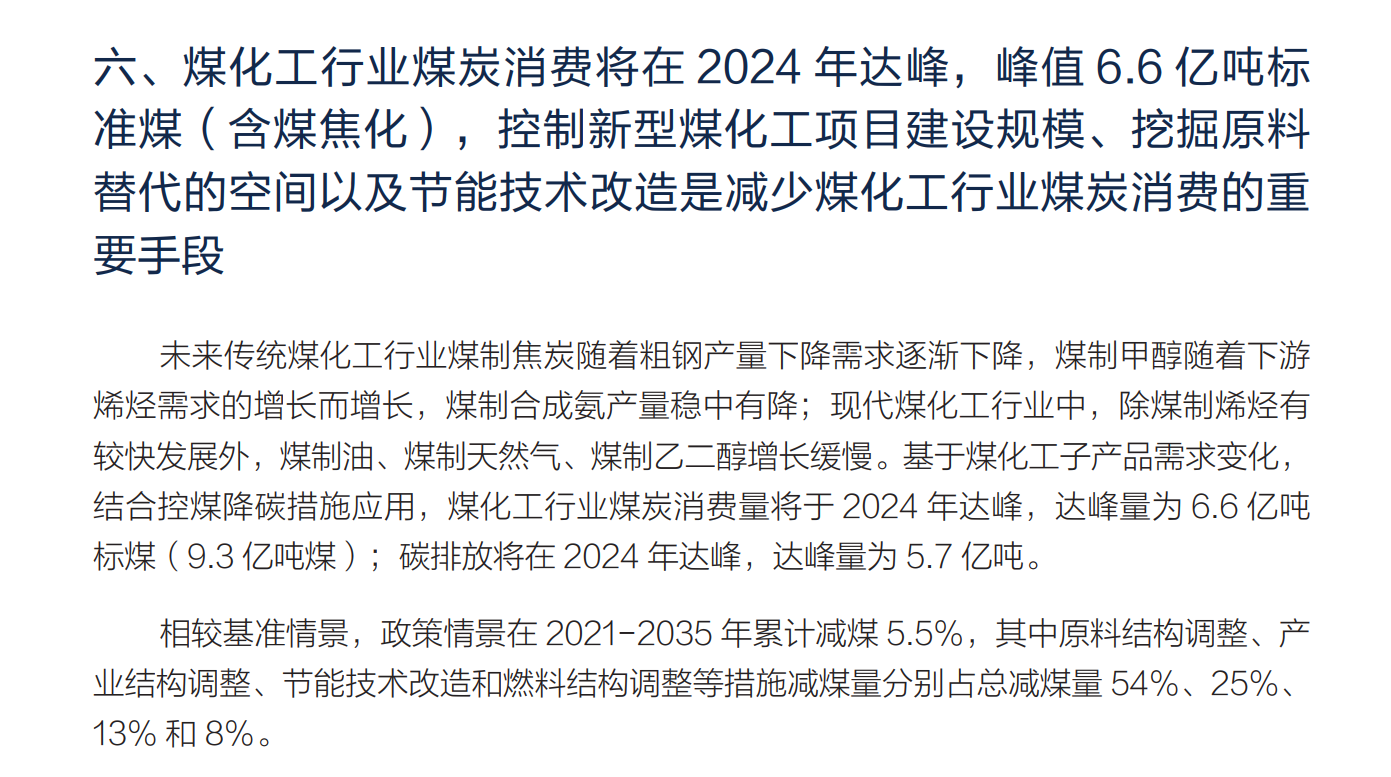 六、煤化工行业煤炭消费将在 2024 年达峰，峰值 6.6 亿吨标
准煤（含煤焦化），控制新型煤化工项目建设规模、挖掘原料
替代的空间以及节能技术改造是减少煤化工行业煤炭消费的重
要手段
未来传统煤化工行业煤制焦炭随着粗钢产量下降需求逐渐下降，煤制甲醇随着下游
烯烃需求的增长而增长，煤制合成氨产量稳中有降；现代煤化工行业中，除煤制烯烃有
较快发展外，煤制油、煤制天然气、煤制乙二醇增长缓慢。基于煤化工子产品需求变化，
结合控煤降碳措施应用，煤化工行业煤炭消费量将于 2024 年达峰，达峰量为 6.6 亿吨
标煤（9.3 亿吨煤）；碳排放将在 2024 年达峰，达峰量为 5.7 亿吨。
相较基准情景，政策情景在 2021-2035 年累计减煤 5.5%，其中原料结构调整、产
业结构调整、节能技术改造和燃料结构调整等措施减煤量分别占总减煤量 54%、25%、
13% 和 8%。